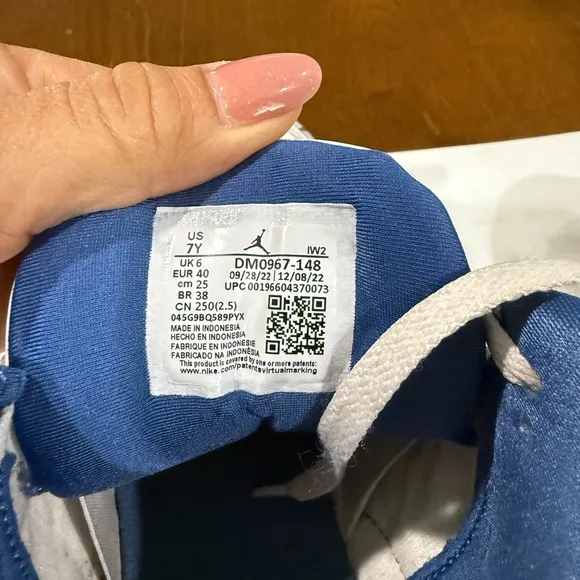 US
7Y
IW2
UK 6
EUR 40
cm 25
BR 38
CN 250(2.5)
DM0967-148
09/28/22 | 12/08/22
UPC 00196604370073
045G9BQ589PYX
MADE IN INDONESIA
HECHO EN INDONESIA
FABRIQUE EN INDONESIE
FABRICADO NA INDONÈSIA
This product is covered by one or more patents:
www.nike.com/patentsvirtualmarking